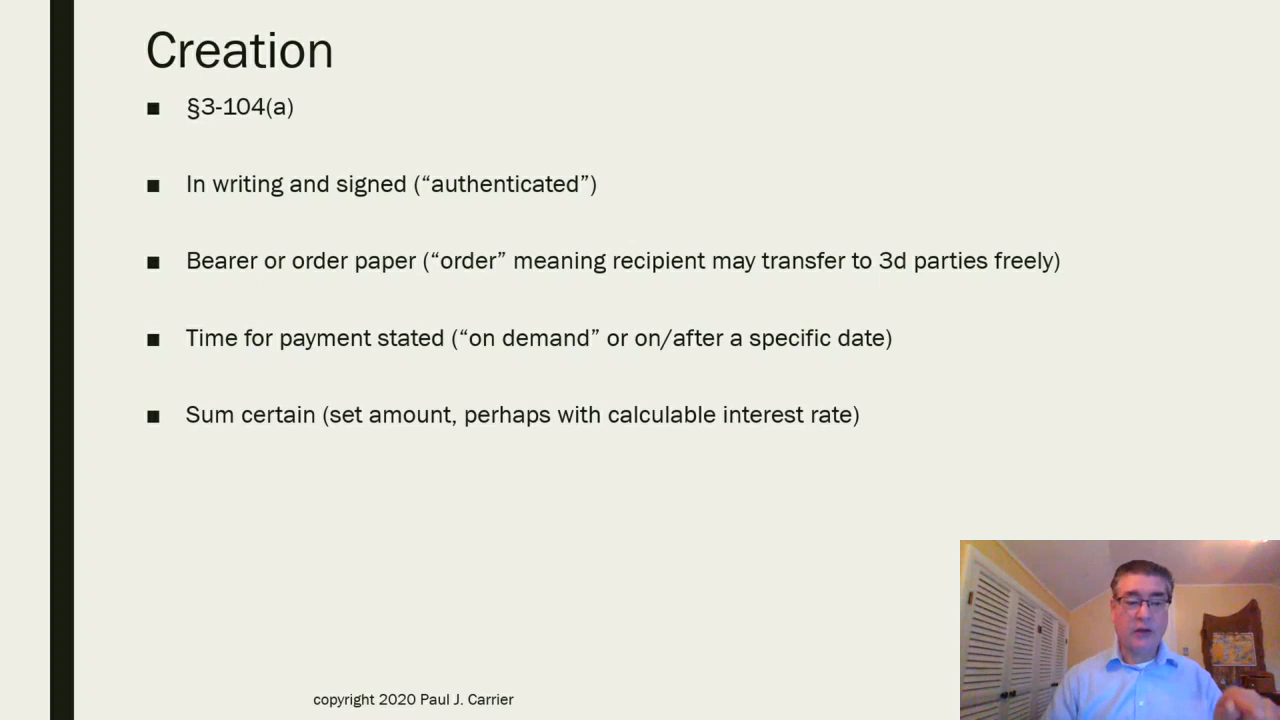 Creation
■ §3-104(a)
■ In writing and signed (“authenticated”)
■ Bearer or order paper (“order” meaning recipient may transfer to 3d parties freely)
■ Time for payment stated (“on demand” or on/after a specific date)
■ Sum certain (set amount, perhaps with calculable interest rate)
copyright 2020 Paul J. Carrier